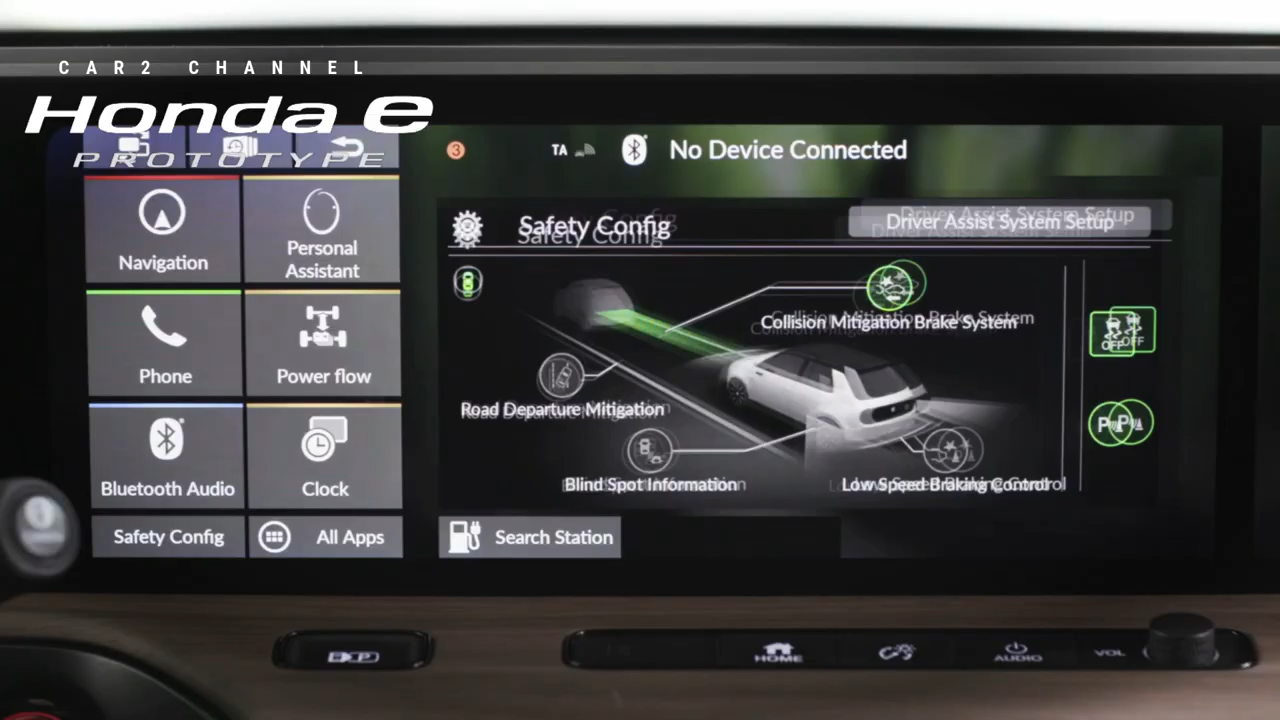 CAR2 CHANNEL
Honda e
PROTOTYPE
3
TA
No Device Connected
Navigation
Personal
Assistant
Safety Config
Driver Assist System Setup
Collision Mitigation Brake System
Phone
Power flow
OFF
OFF
Road Departure Mitigation
P
P
Bluetooth Audio
Clock
Blind Spot Information
Low Speed Braking Control
Safety Config
All Apps
Search Station
HOME
AUDIO
VOL